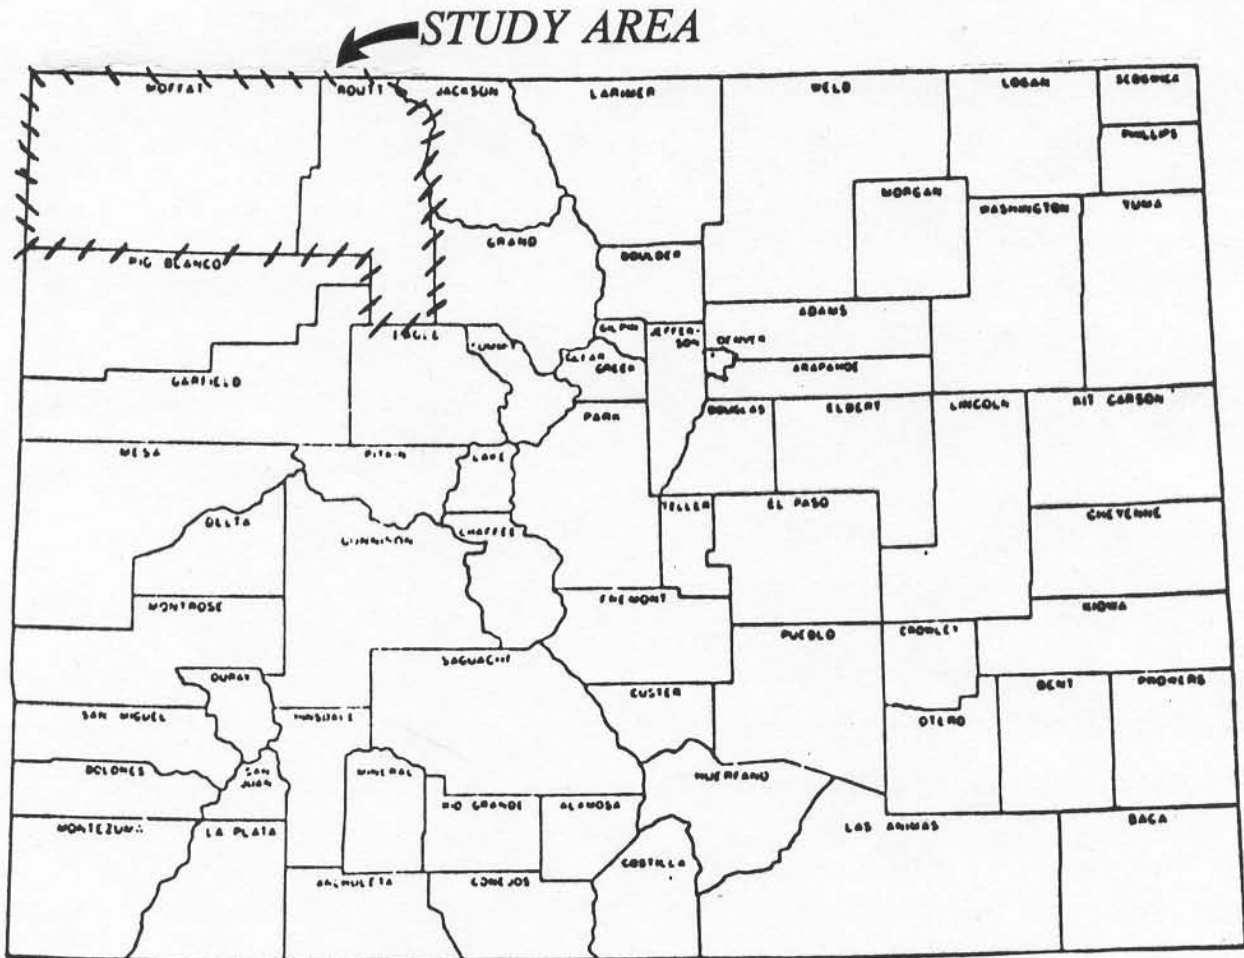 STUDY AREA
MOFFAT
ROUTT
JACKSON
LARIMER
WELD
LOGAN
SEDGWICK
PHILLIPS
MORGAN
WASHINGTON
YUMA
GRAND
BOULDER
RIO BLANCO
ADAMS
GILPIN
JEFFER-
SON
DENVER
EAGLE
SUMMIT
CLEAR
CREEK
ARAPAHOE
GARFIELD
DOUGLAS
ELBERT
LINCOLN
KIT CARSON
PARK
MESA
PITKIN
LAKE
TELLER
EL PASO
DELTA
CHAFFEE
CHEYENNE
GUNNISON
FREMONT
MONTROSE
KIOWA
PUEBLO
CROWLEY
SAGUACHE
OURAY
CUSTER
BENT
PROWERS
SAN MIGUEL
HINSDALE
OTERO
DOLORES
SAN
JUAN
MINERAL
HUERFANO
RIO GRANDE
ALAMOSA
MONTEZUMA
LA PLATA
LAS ANIMAS
BACA
COSTILLA
ARCHULETA
CONEJOS